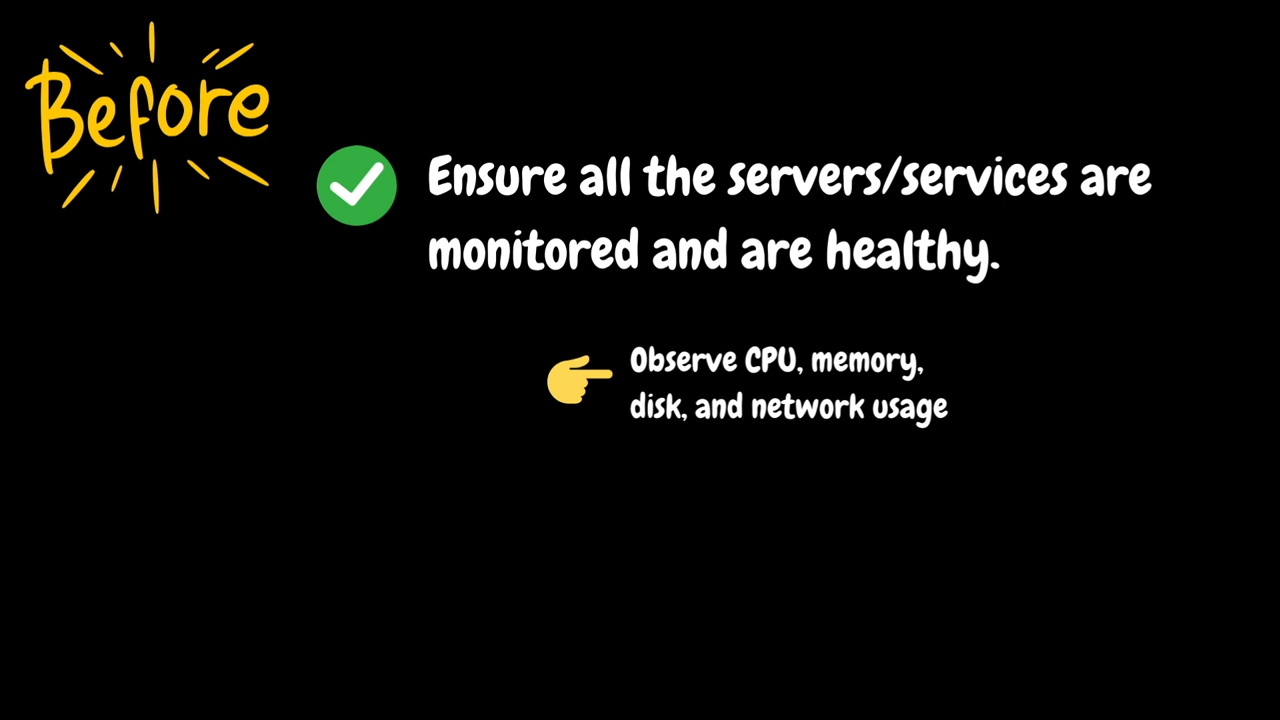 Before
Ensure all the servers/services are
monitored and are healthy.
Observe CPU, memory,
disk, and network usage